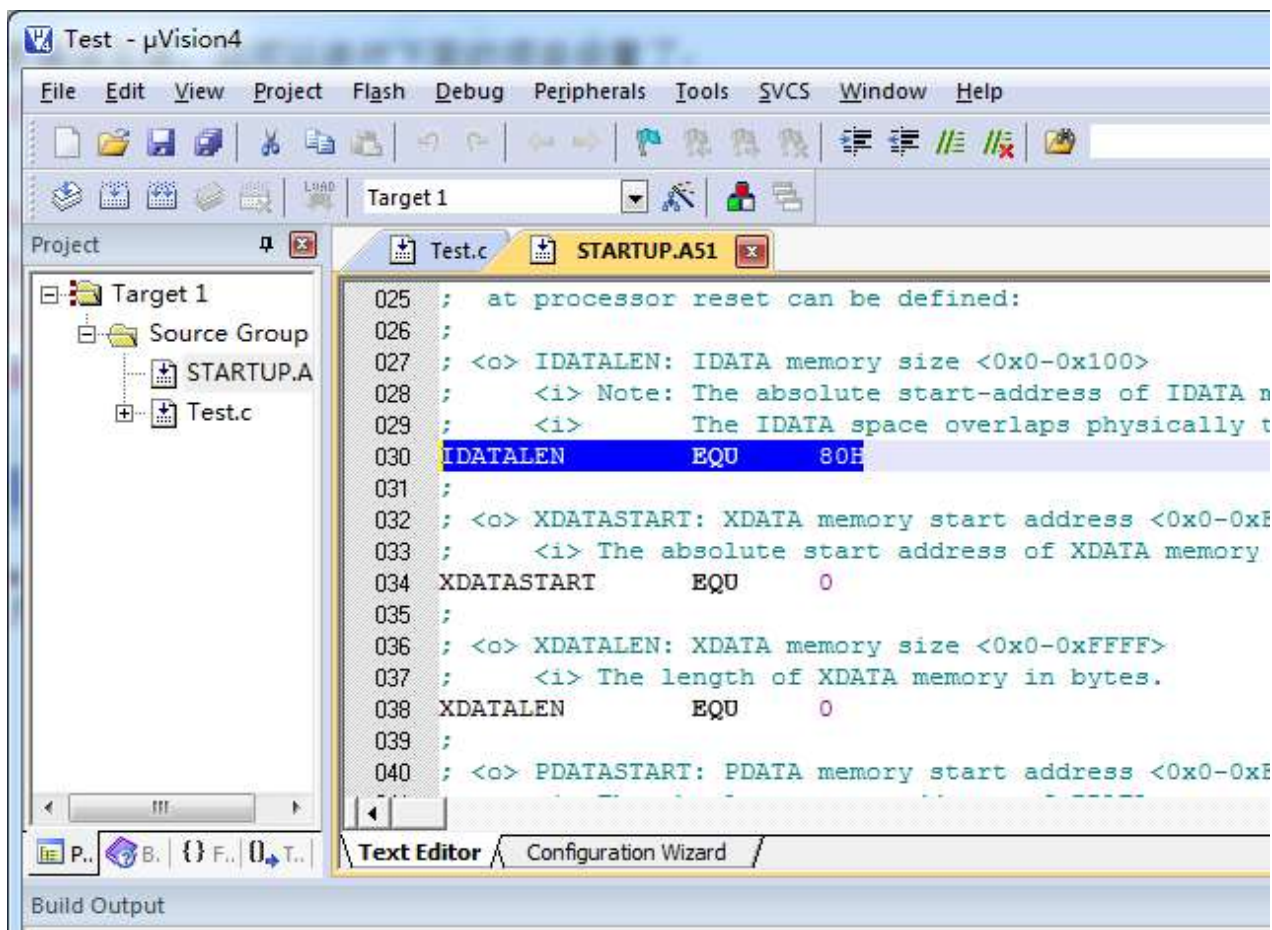 Test - µVision4
File Edit View Project Flash Debug Peripherals Tools SVCS Window Help
LOAD Target 1
Project
Test.c STARTUP.A51
Target 1
Source Group
STARTUP.A
Test.c
025 ;  at processor reset can be defined:
026 ;
027 ; <o> IDATALEN: IDATA memory size <0x0-0x100>
028 ;     <i> Note: The absolute start-address of IDATA
029 ;     <i>       The IDATA space overlaps physically
030 IDATALEN        EQU     80H
031 ;
032 ; <o> XDATASTART: XDATA memory start address <0x0-0x
033 ;     <i> The absolute start address of XDATA memory
034 XDATASTART      EQU     0
035 ;
036 ; <o> XDATALEN: XDATA memory size <0x0-0xFFFF>
037 ;     <i> The length of XDATA memory in bytes.
038 XDATALEN        EQU     0
039 ;
040 ; <o> PDATASTART: PDATA memory start address <0x0-0x
P.. B. {} F.. 0 T..
Text Editor Configuration Wizard
Build Output